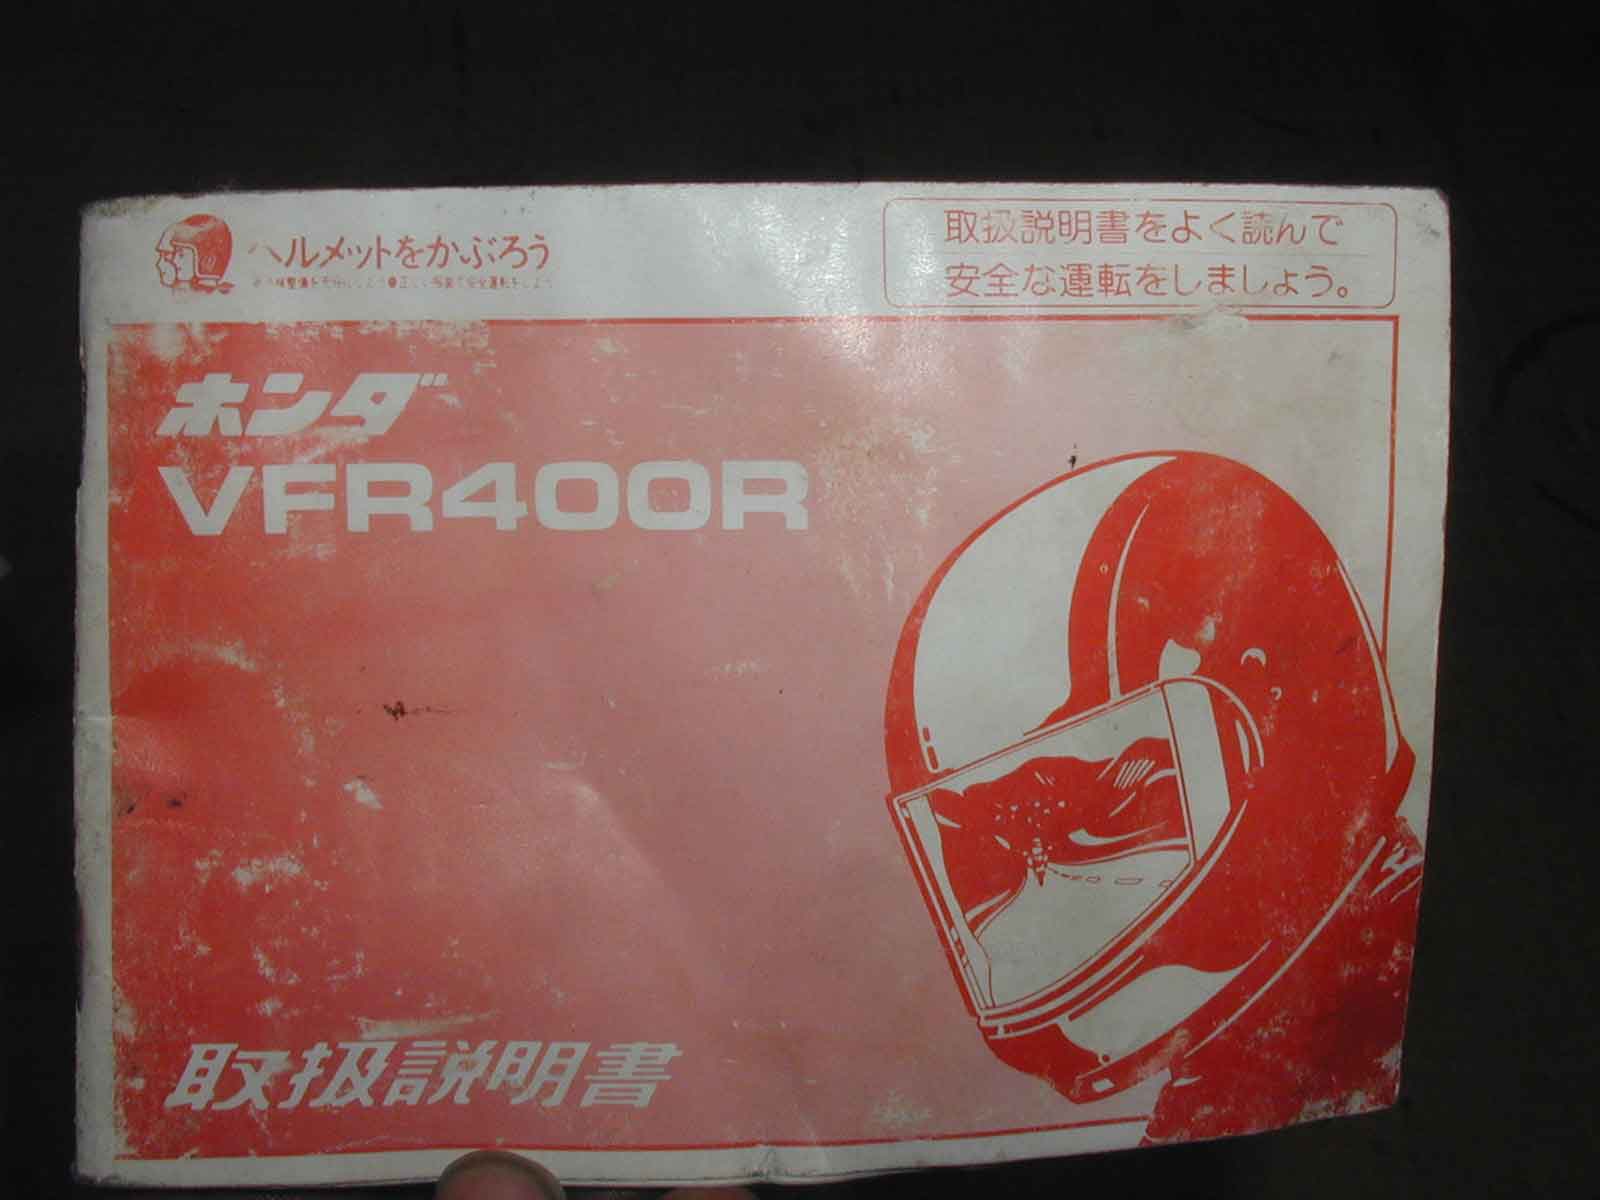 ヘルメットをかぶろう
取扱説明書をよく読んで
安全な運転をしましょう。
ホンダ
VFR400R
取扱説明書